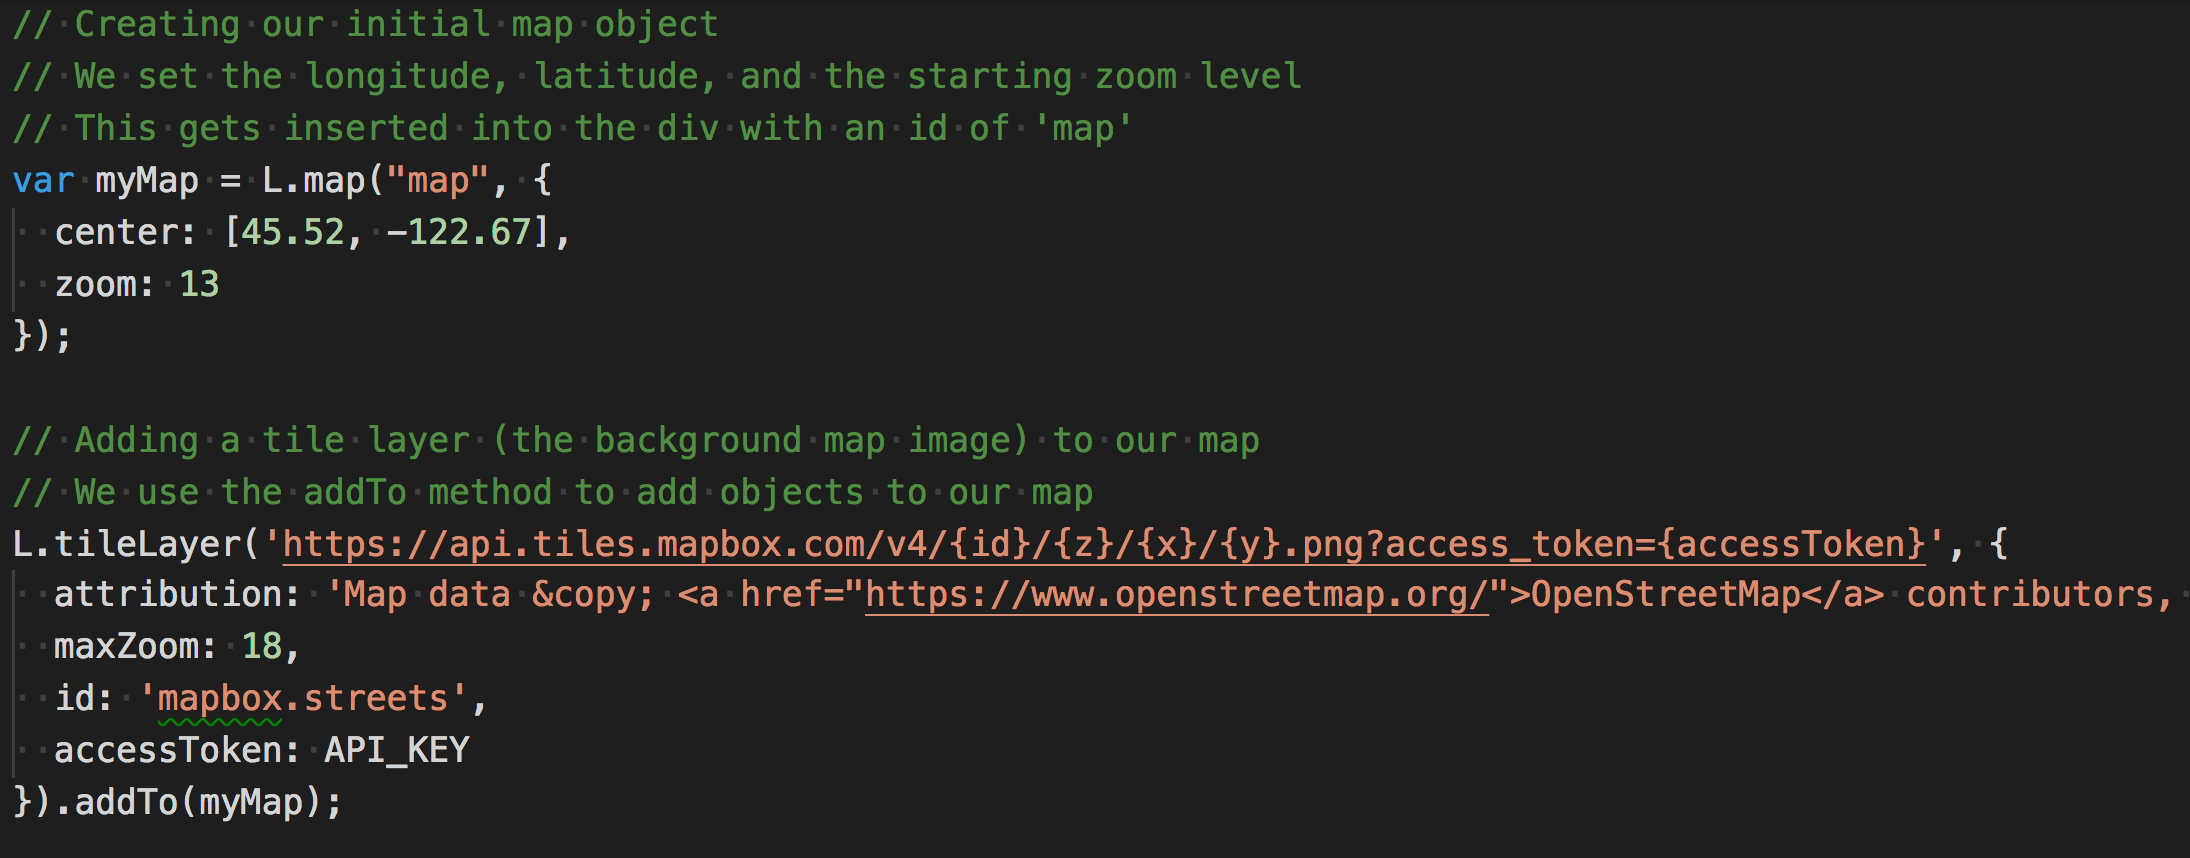 // Creating our initial map object
// We set the longitude, latitude, and the starting zoom level
// This gets inserted into the div with an id of 'map'
var myMap = L.map("map", {
  center: [45.52, -122.67],
  zoom: 13
});

// Adding a tile layer (the background map image) to our map
// We use the addTo method to add objects to our map
L.tileLayer('https://api.tiles.mapbox.com/v4/{id}/{z}/{x}/{y}.png?access_token={accessToken}', {
  attribution: 'Map data &copy; <a href="https://www.openstreetmap.org/">OpenStreetMap</a> contributors,
  maxZoom: 18,
  id: 'mapbox.streets',
  accessToken: API_KEY
}).addTo(myMap);